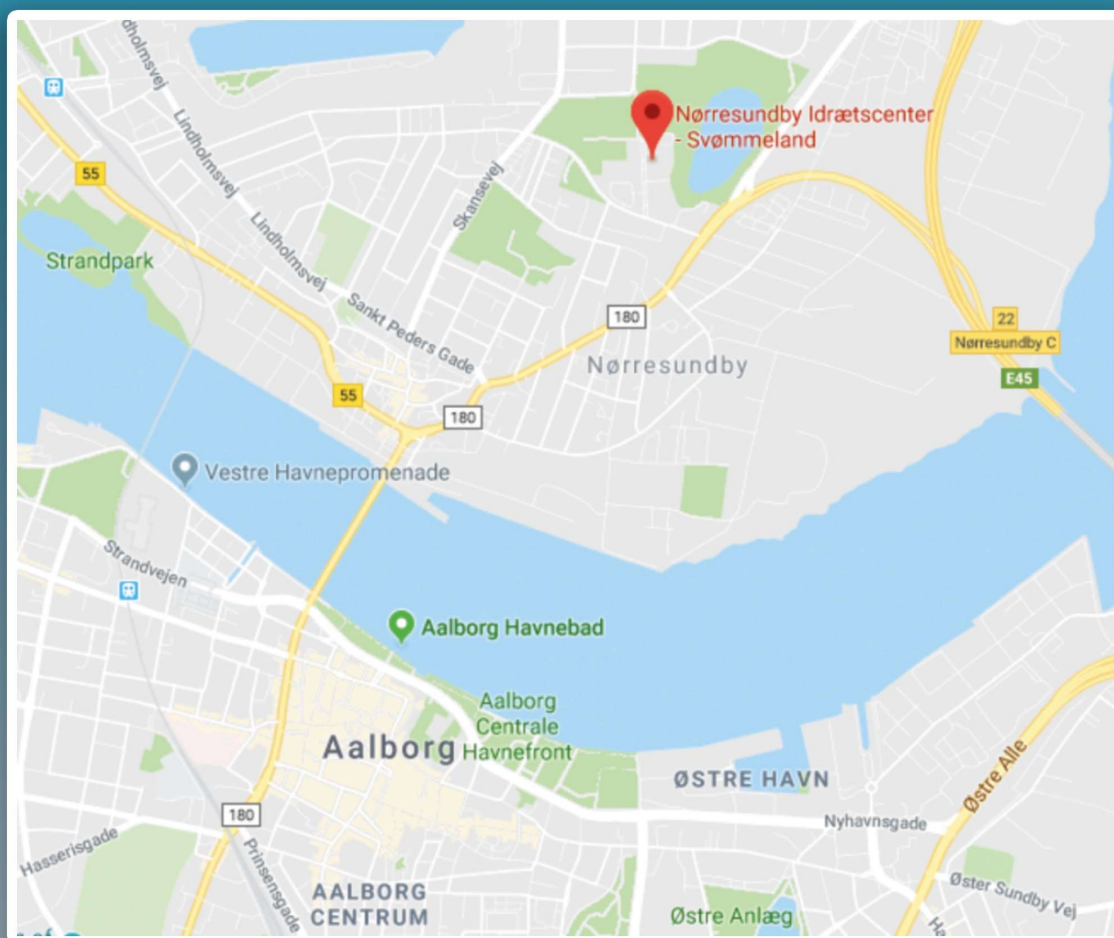 dholmsvej
Lindholmsvej
Lindholmsvej
Nørresundby Idrætscenter
- Svømmeland
55
Skansevej
Strandpark
Sankt Peders Gade
180
22
Nørresundby C
E45
Nørresundby
55
180
Vestre Havnepromenade
Strandvejen
Aalborg Havnebad
Aalborg
Centrale
Havnefront
Aalborg
ØSTRE HAVN
Østre Alle
180
Nyhavnsgade
Hasserisgade
Prinsensgade
AALBORG
CENTRUM
Øster Sundby Vej
Østre Anlæg
Ha